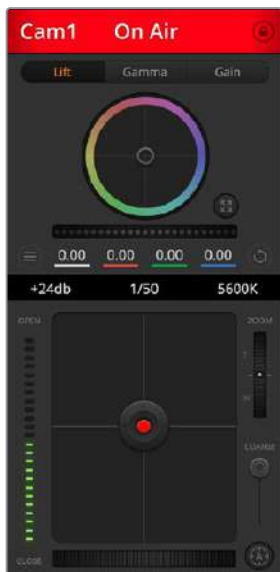 Cam1 On Air
Lift Gamma Gain
0.00 0.00 0.00 0.00
+24db 1/50 5600K
OPEN ZOOM
T
W
COARSE
CLOSE